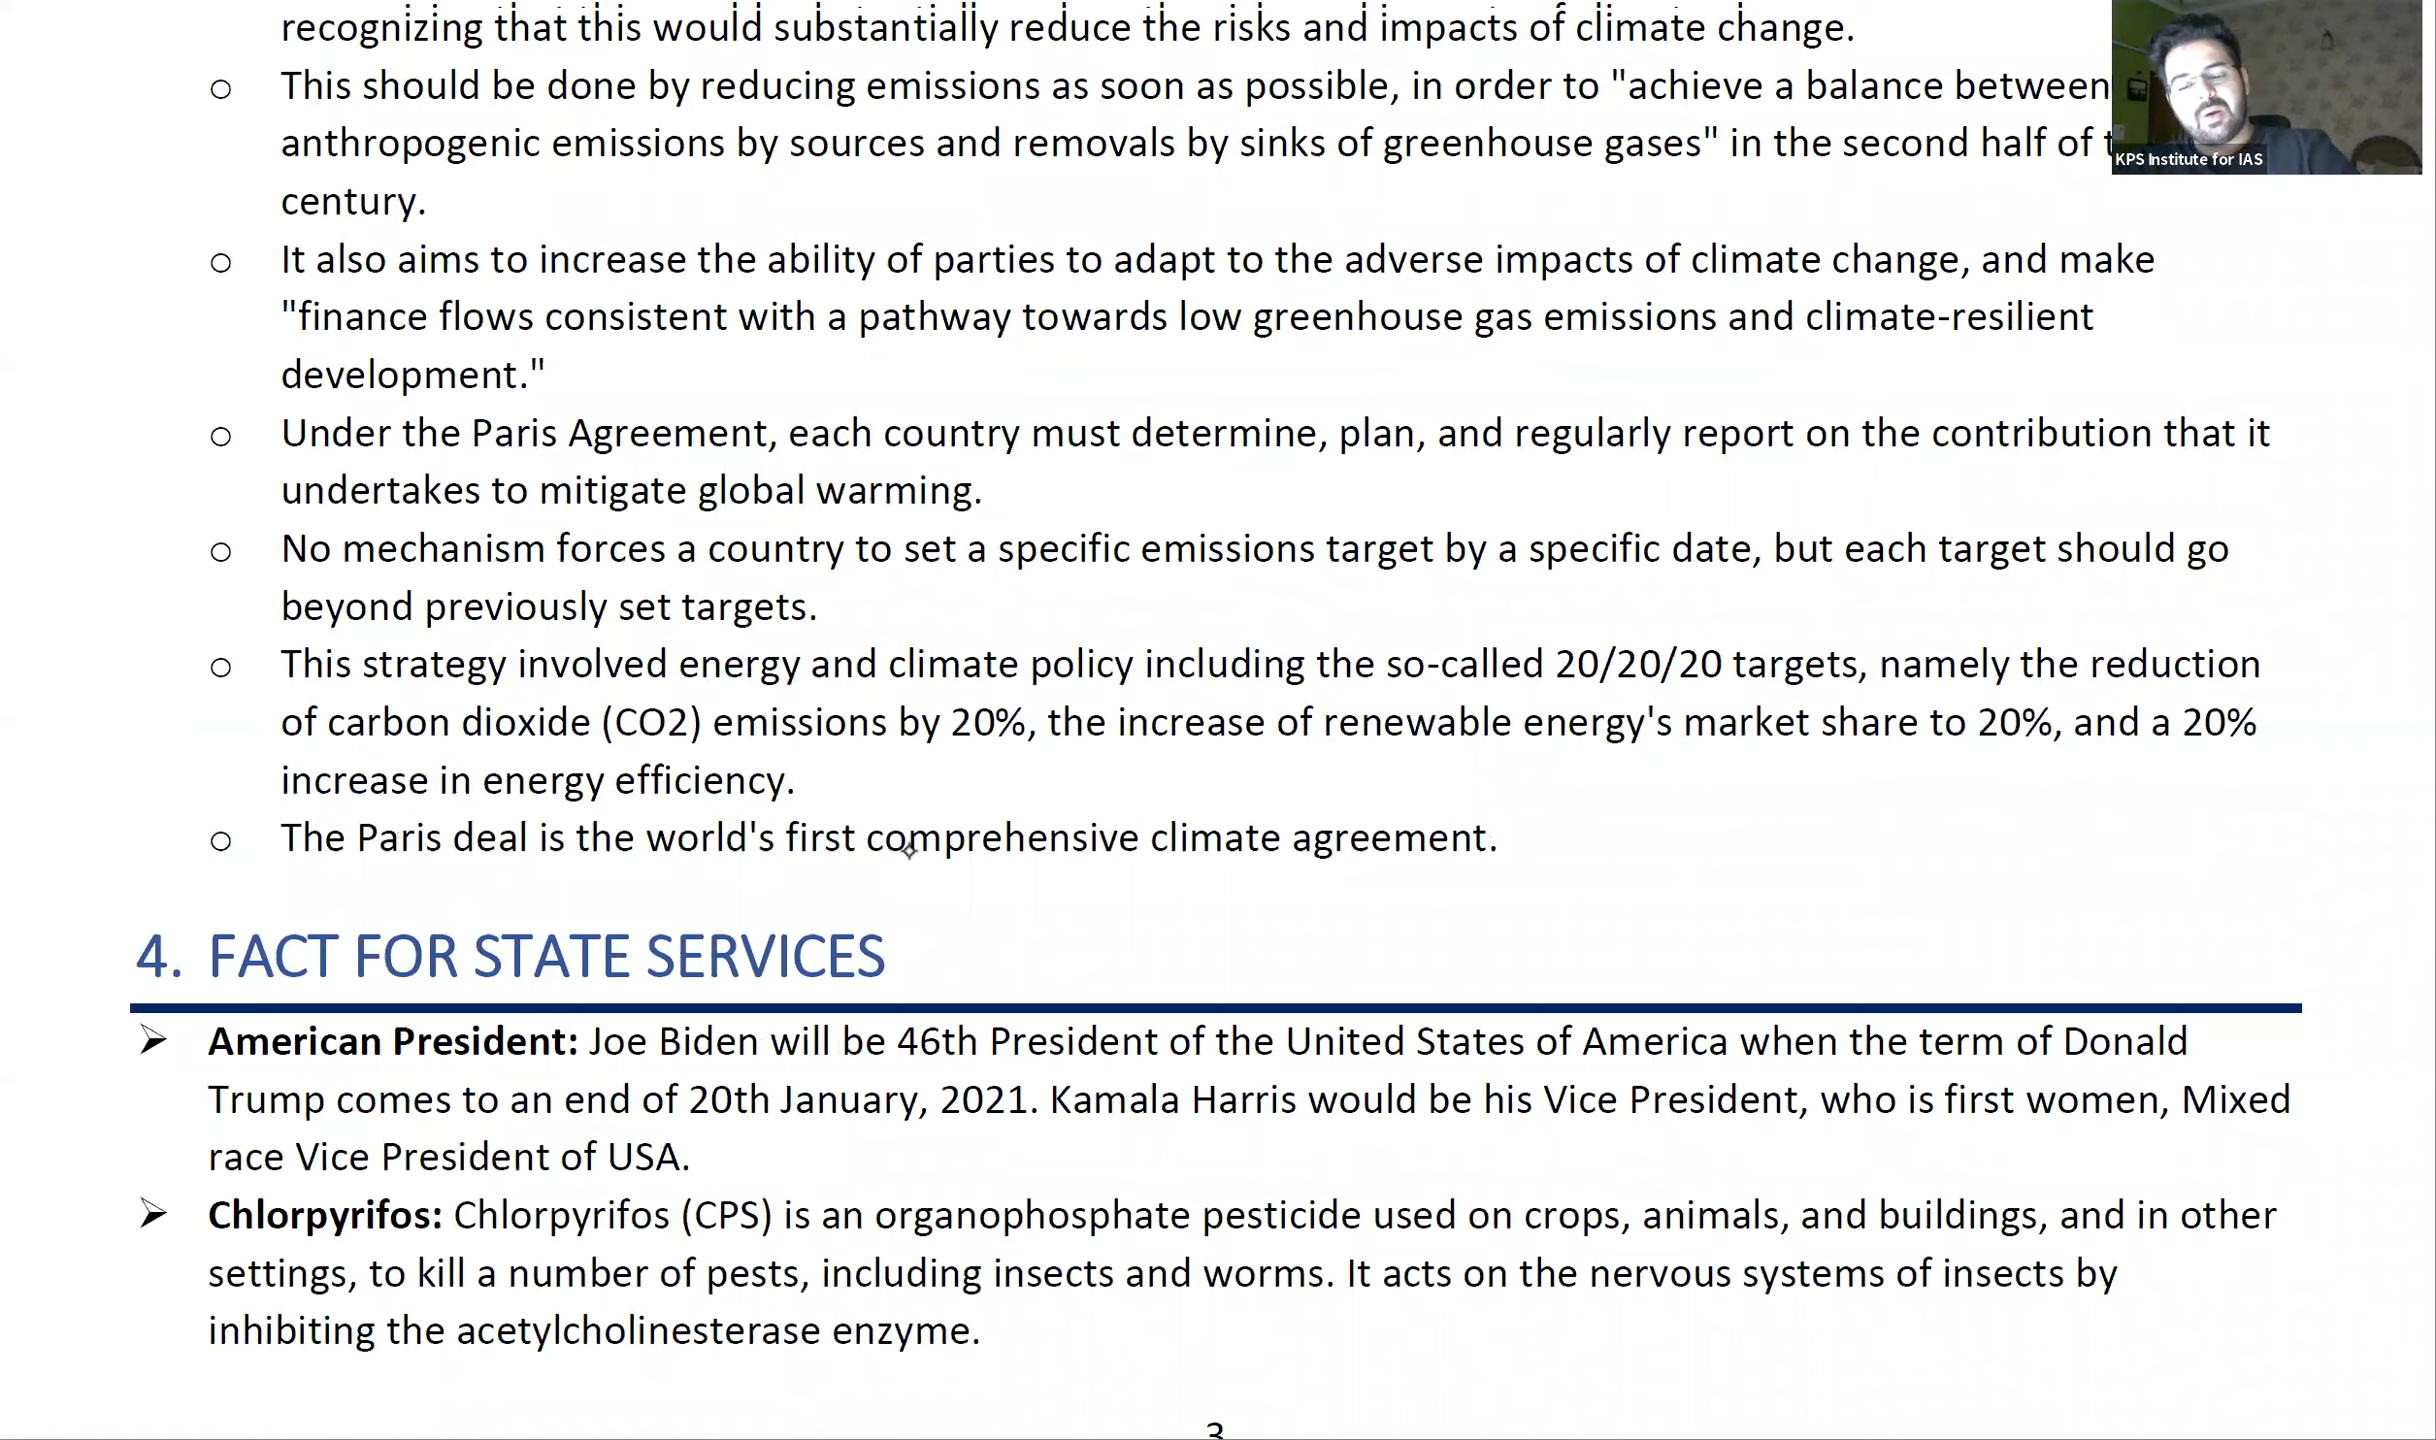 recognizing that this would substantially reduce the risks and impacts of climate change.
o This should be done by reducing emissions as soon as possible, in order to "achieve a balance between
anthropogenic emissions by sources and removals by sinks of greenhouse gases" in the second half of
century.
o It also aims to increase the ability of parties to adapt to the adverse impacts of climate change, and make
"finance flows consistent with a pathway towards low greenhouse gas emissions and climate-resilient
development."
o Under the Paris Agreement, each country must determine, plan, and regularly report on the contribution that it
undertakes to mitigate global warming.
o No mechanism forces a country to set a specific emissions target by a specific date, but each target should go
beyond previously set targets.
o This strategy involved energy and climate policy including the so-called 20/20/20 targets, namely the reduction
of carbon dioxide (CO2) emissions by 20%, the increase of renewable energy's market share to 20%, and a 20%
increase in energy efficiency.
o The Paris deal is the world's first comprehensive climate agreement.
4. FACT FOR STATE SERVICES
➢ American President: Joe Biden will be 46th President of the United States of America when the term of Donald
Trump comes to an end of 20th January, 2021. Kamala Harris would be his Vice President, who is first women, Mixed
race Vice President of USA.
➢ Chlorpyrifos: Chlorpyrifos (CPS) is an organophosphate pesticide used on crops, animals, and buildings, and in other
settings, to kill a number of pests, including insects and worms. It acts on the nervous systems of insects by
inhibiting the acetylcholinesterase enzyme.
3
KPS Institute for IAS